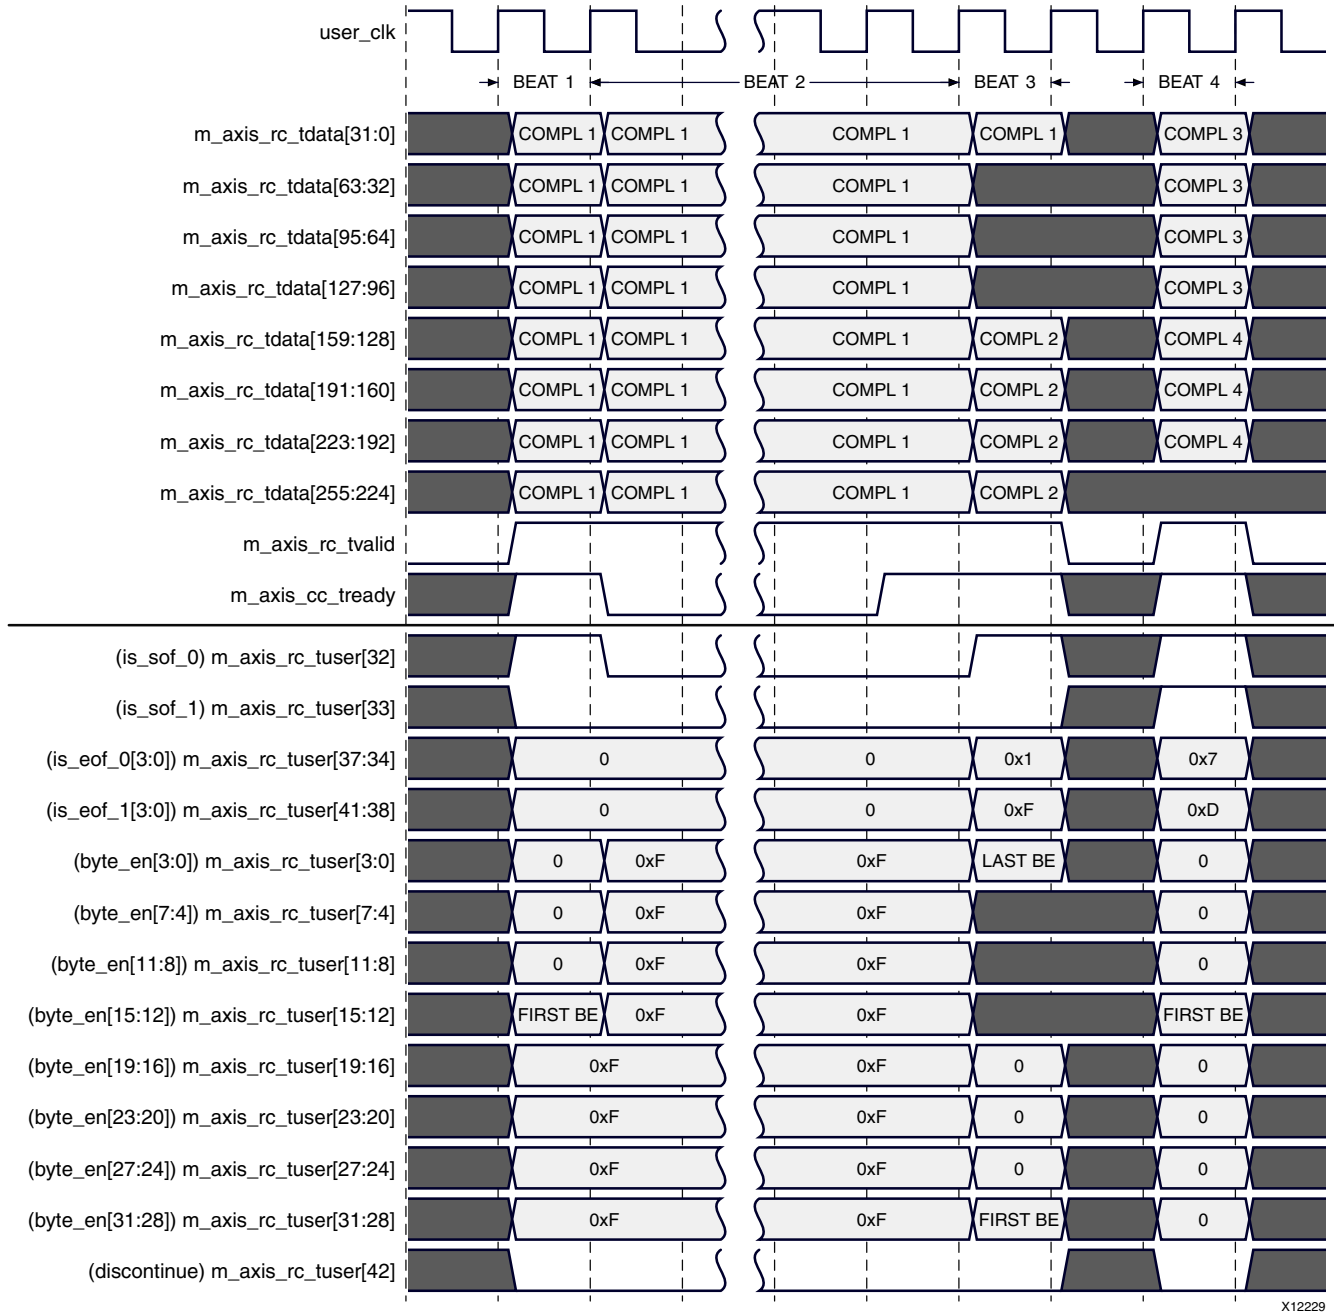 user_clk
BEAT 1 BEAT 2 BEAT 3 BEAT 4
m_axis_rc_tdata[31:0] COMPL 1 COMPL 1 COMPL 1 COMPL 1 COMPL 3
m_axis_rc_tdata[63:32] COMPL 1 COMPL 1 COMPL 1 COMPL 3
m_axis_rc_tdata[95:64] COMPL 1 COMPL 1 COMPL 1 COMPL 3
m_axis_rc_tdata[127:96] COMPL 1 COMPL 1 COMPL 1 COMPL 3
m_axis_rc_tdata[159:128] COMPL 1 COMPL 1 COMPL 1 COMPL 2 COMPL 4
m_axis_rc_tdata[191:160] COMPL 1 COMPL 1 COMPL 1 COMPL 2 COMPL 4
m_axis_rc_tdata[223:192] COMPL 1 COMPL 1 COMPL 1 COMPL 2 COMPL 4
m_axis_rc_tdata[255:224] COMPL 1 COMPL 1 COMPL 1 COMPL 2
m_axis_rc_tvalid
m_axis_cc_tready
(is_sof_0) m_axis_rc_tuser[32]
(is_sof_1) m_axis_rc_tuser[33]
(is_eof_0[3:0]) m_axis_rc_tuser[37:34] 0 0 0x1 0x7
(is_eof_1[3:0]) m_axis_rc_tuser[41:38] 0 0 0xF 0xD
(byte_en[3:0]) m_axis_rc_tuser[3:0] 0 0xF 0xF LAST BE 0
(byte_en[7:4]) m_axis_rc_tuser[7:4] 0 0xF 0xF 0
(byte_en[11:8]) m_axis_rc_tuser[11:8] 0 0xF 0xF 0
(byte_en[15:12]) m_axis_rc_tuser[15:12] FIRST BE 0xF 0xF FIRST BE
(byte_en[19:16]) m_axis_rc_tuser[19:16] 0xF 0xF 0 0
(byte_en[23:20]) m_axis_rc_tuser[23:20] 0xF 0xF 0 0
(byte_en[27:24]) m_axis_rc_tuser[27:24] 0xF 0xF 0 0
(byte_en[31:28]) m_axis_rc_tuser[31:28] 0xF 0xF FIRST BE 0
(discontinue) m_axis_rc_tuser[42]
X12229